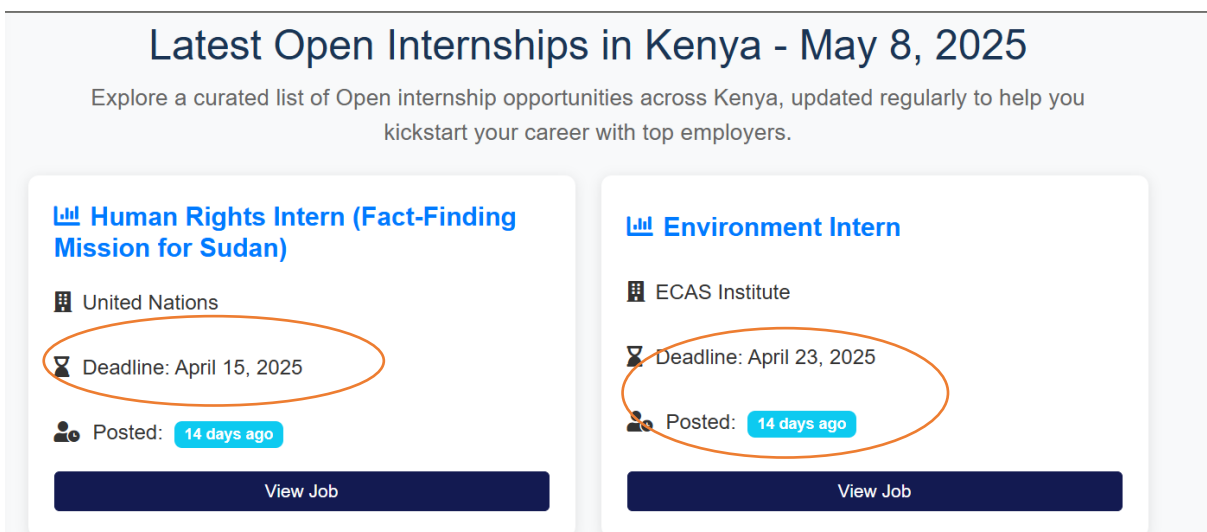 Latest Open Internships in Kenya - May 8, 2025
Explore a curated list of Open internship opportunities across Kenya, updated regularly to help you
kickstart your career with top employers.
Human Rights Intern (Fact-Finding
Mission for Sudan)
United Nations
Deadline: April 15, 2025
Posted: 14 days ago
View Job
Environment Intern
ECAS Institute
Deadline: April 23, 2025
Posted: 14 days ago
View Job